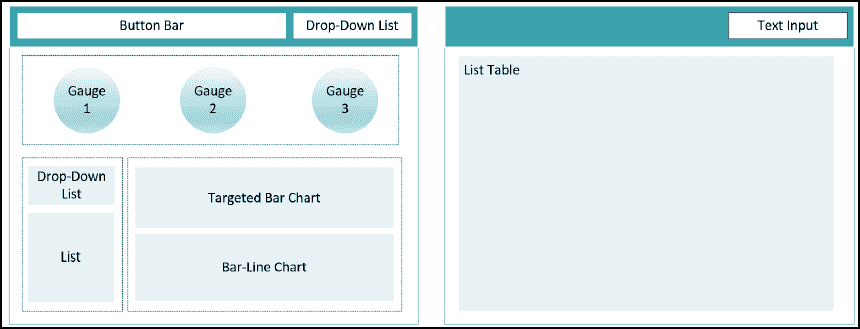 Button Bar
Drop-Down List
Text Input
Gauge
1
Gauge
2
Gauge
3
List Table
Drop-Down
List
List
Targeted Bar Chart
Bar-Line Chart